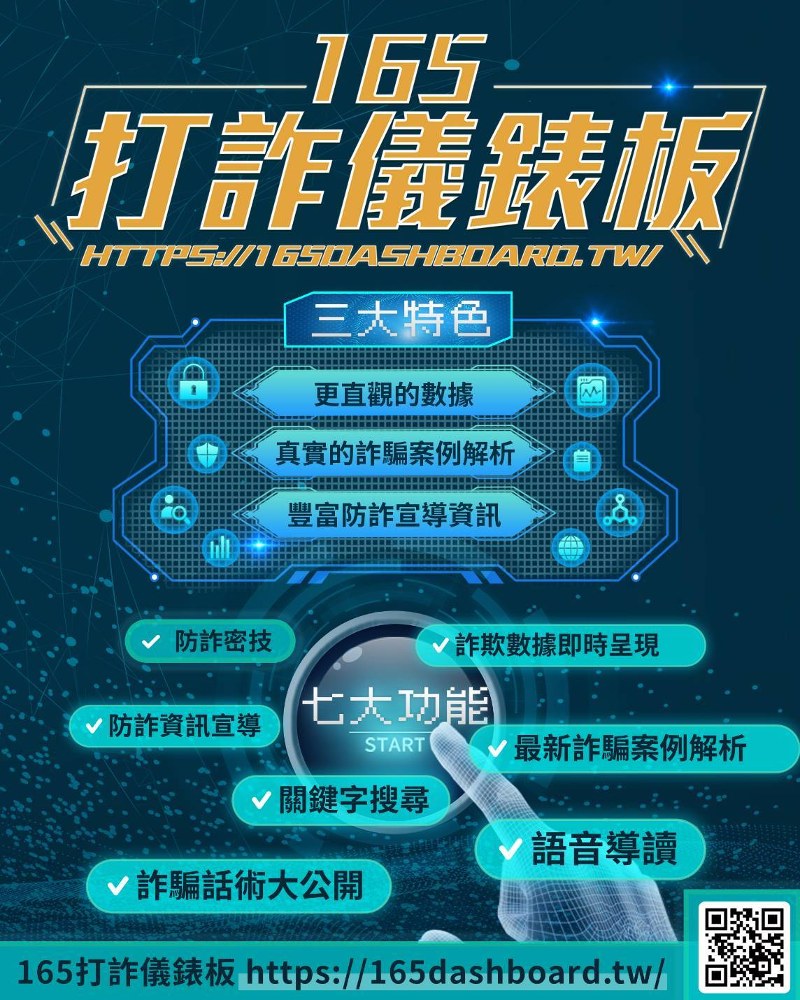 165
打詐儀錶板
HTTPS://165DASHBOARD.TW/
三大特色
更直觀的數據
真實的詐騙案例解析
豐富防詐宣導資訊
防詐密技
詐欺數據即時呈現
七大功能
START
防詐資訊宣導
最新詐騙案例解析
關鍵字搜尋
語音導讀
詐騙話術大公開
165打詐儀錶板 https://165dashboard.tw/